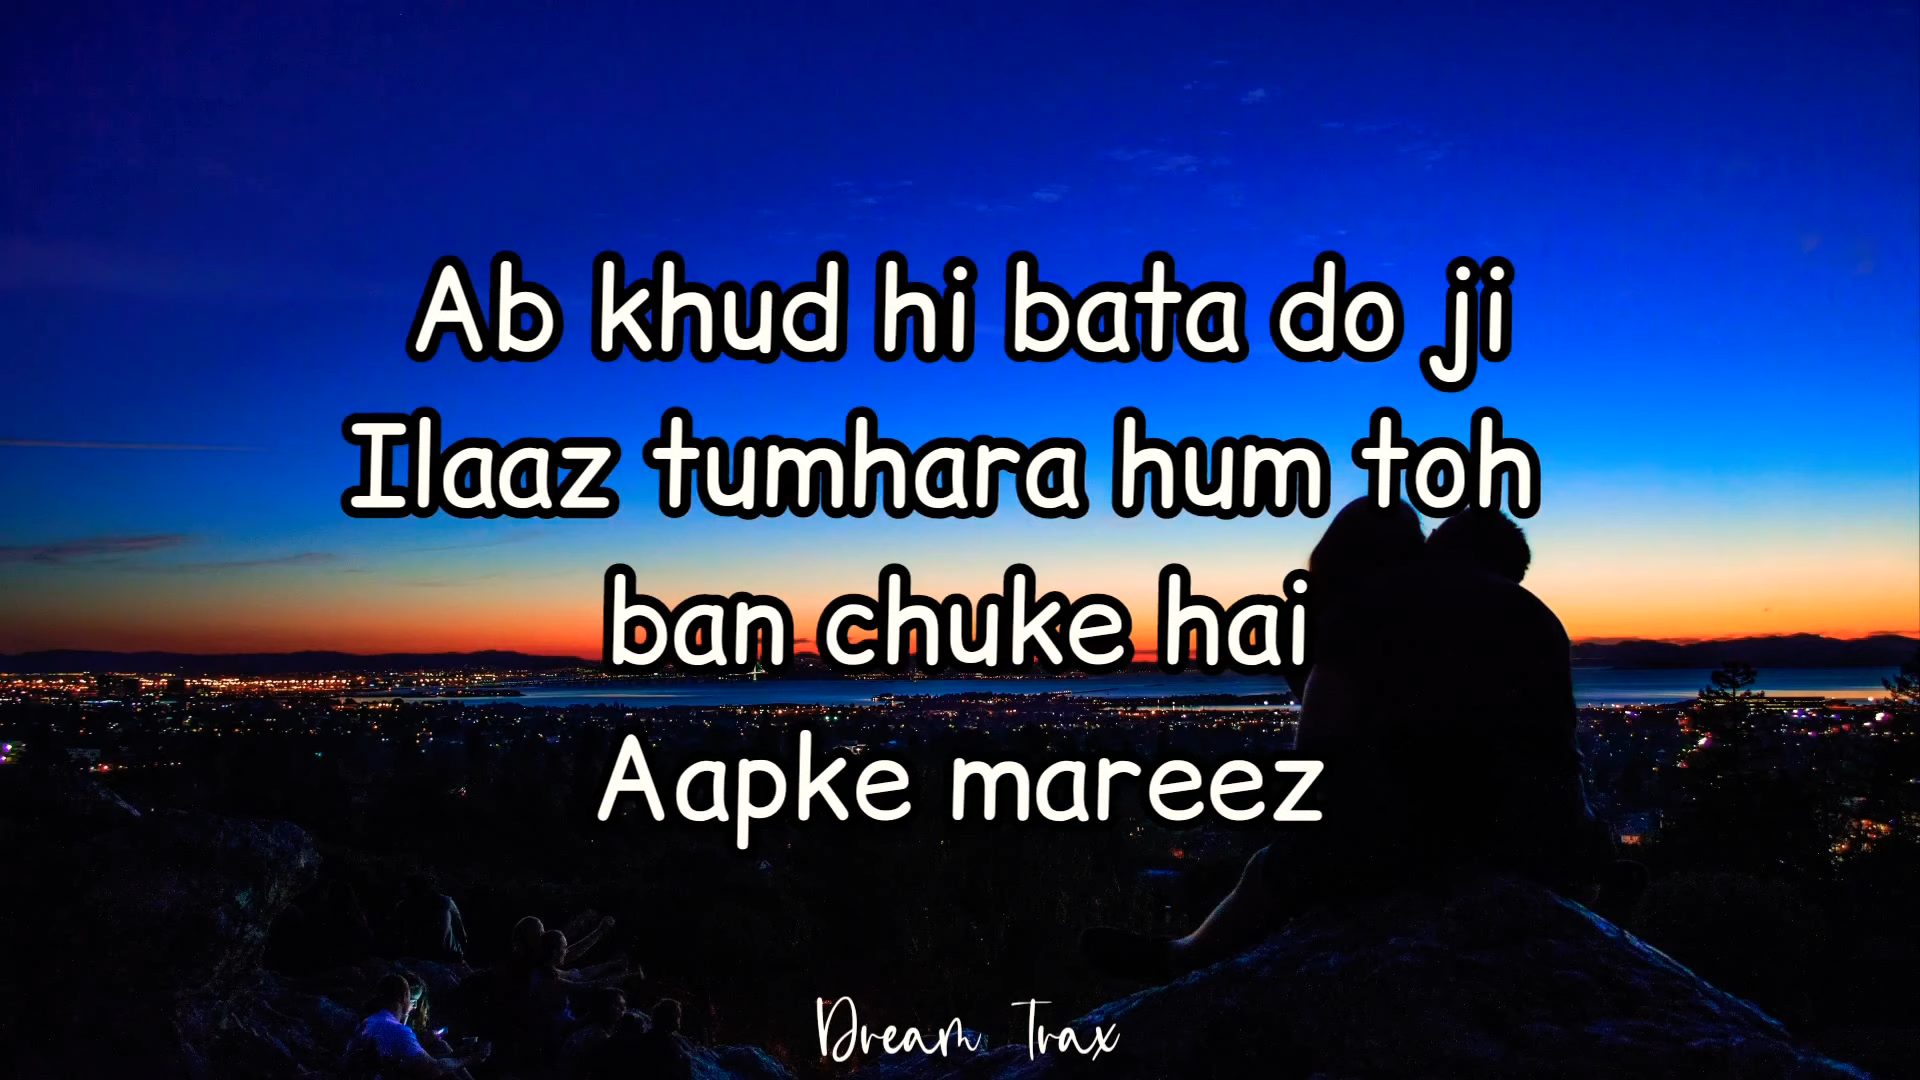 Ab khud hi bata do ji
Ilaaz tumhara hum toh
ban chuke hai
Aapke mareez
Dream Trax